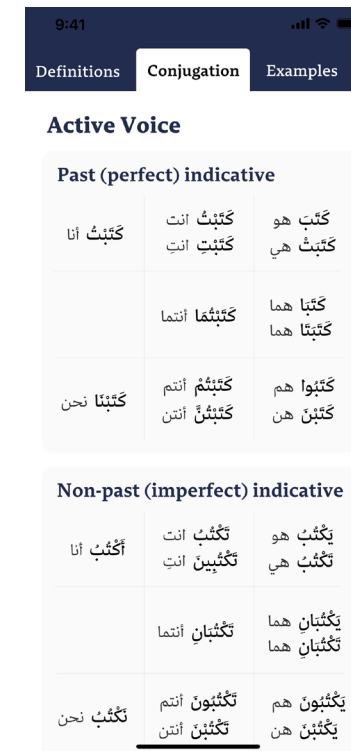 9:41
Definitions
Conjugation
Examples
Active Voice
Past (perfect) indicative
كَتَبَ هو
كَتَبَتْ هي
كَتَبْتُ انت
كَتَبْتِ انتِ
كَتَبْتُ أنا
كَتَبَا هما
كَتَبَتَا هما
كَتَبْتُمَا أنتما
كَتَبُوا هم
كَتَبْنَ هن
كَتَبْتُمْ أنتم
كَتَبْتُنَّ أنتن
كَتَبْنَا نحن
Non-past (imperfect) indicative
يَكْتُبُ هو
تَكْتُبُ هي
تَكْتُبُ انت
تَكْتُبِينَ انتِ
أَكْتُبُ أنا
يَكْتُبَانِ هما
تَكْتُبَانِ هما
تَكْتُبَانِ أنتما
يَكْتُبُونَ هم
يَكْتُبْنَ هن
تَكْتُبُونَ أنتم
تَكْتُبْنَ أنتن
نَكْتُبُ نحن